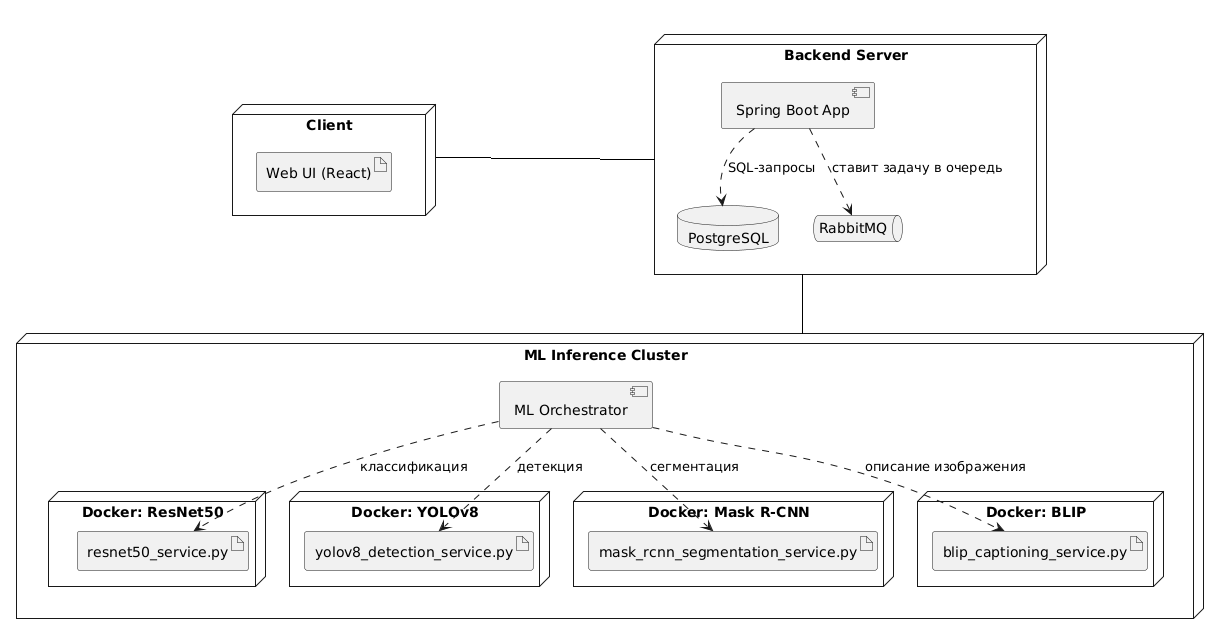 Backend Server
Spring Boot App
Client
Web UI (React)
SQL-запросы
ставит задачу в очередь
PostgreSQL
RabbitMQ
ML Inference Cluster
ML Orchestrator
классификация
детекция
сегментация
описание изображения
Docker: ResNet50
Docker: YOLOv8
Docker: Mask R-CNN
Docker: BLIP
resnet50_service.py
yolov8_detection_service.py
mask_rcnn_segmentation_service.py
blip_captioning_service.py